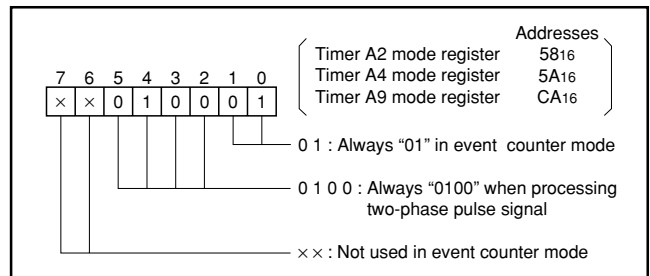 Addresses
Timer A2 mode register 5816
Timer A4 mode register 5A16
Timer A9 mode register CA16
7 6 5 4 3 2 1 0
× × 0 1 0 0 0 1
0 1 : Always “01” in event counter mode
0 1 0 0 : Always “0100” when processing
two-phase pulse signal
× × : Not used in event counter mode